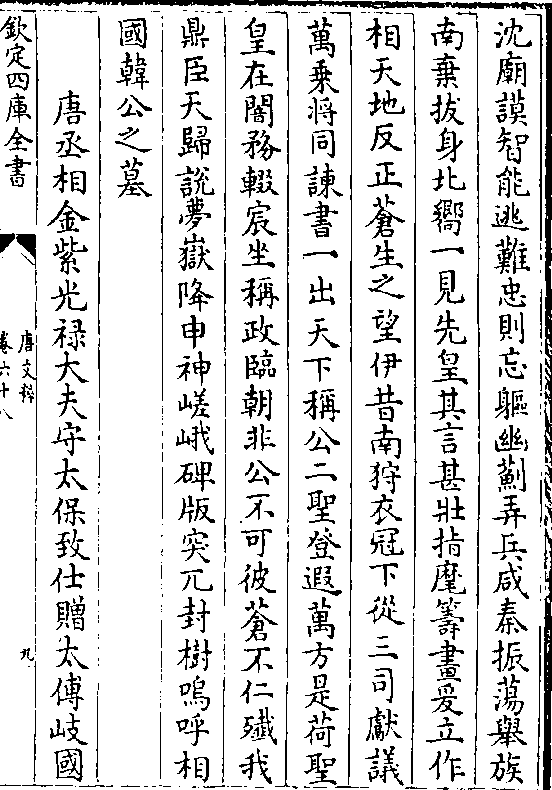 沈廟謨智能逃難忠則忘軀幽薊弄兵咸秦振蕩舉族
南棄拔身北嚮一見先皇其言甚壯指麾籌畫爰立作
相天地反正蒼生之望伊昔南狩衣冠下從三司獻議
萬乗将同諌書一出天下稱公二聖登遐萬方是荷聖
皇在闇務輟宸坐稱政臨朝非公不可彼蒼不仁殱我
鼎臣天歸説夢嶽降申神嵯峨碑版突兀封樹嗚呼相
國韓公之墓
唐丞相金紫光禄大夫守太保致仕贈太傅岐國
欽定四庫全書
唐文粹
卷六十八
九